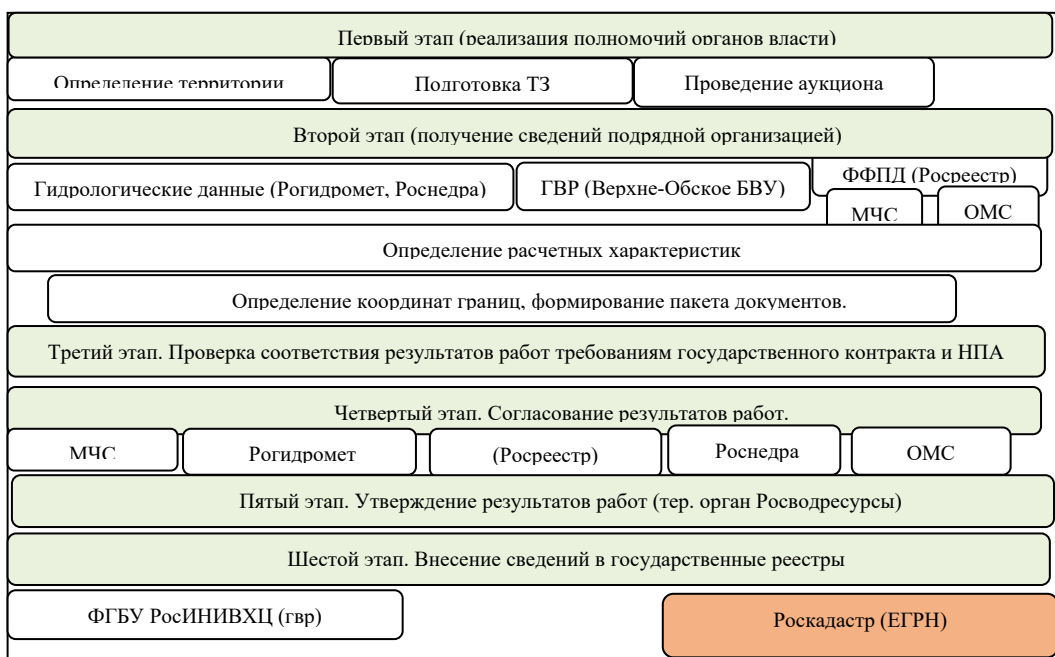 Первый этап (реализация полномочий органов власти)
Определение территории
Подготовка ТЗ
Проведение аукциона
Второй этап (получение сведений подрядной организацией)
Гидрологические данные (Рогидромет, Роснедра)
ГВР (Верхне-Обское БВУ)
ФФПД (Росреестр)
МЧС
ОМС
Определение расчетных характеристик
Определение координат границ, формирование пакета документов.
Третий этап. Проверка соответствия результатов работ требованиям государственного контракта и НПА
Четвертый этап. Согласование результатов работ.
МЧС
Рогидромет
(Росреестр)
Роснедра
ОМС
Пятый этап. Утверждение результатов работ (тер. орган Росводресурсы)
Шестой этап. Внесение сведений в государственные реестры
ФГБУ РосИНИВХЦ (гвр)
Роскадастр (ЕГРН)